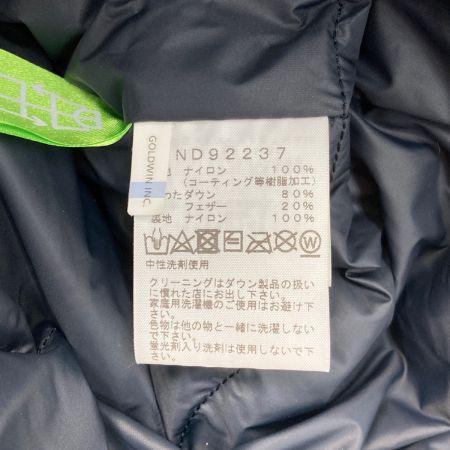 GOLDWIN INC.
ND92237
地 ナイロン 100%
(コーティング等樹脂加工)
わたダウン 80%
フェザー 20%
裏地 ナイロン 100%
中性洗剤使用
クリーニングはダウン製品の扱い
に慣れた店にお出し下さい。
家庭用洗濯機のご使用はお避け下
さい。
色物は他の物と一緒に洗濯しない
で下さい。
蛍光剤入り洗剤は使用しないで下
さい。